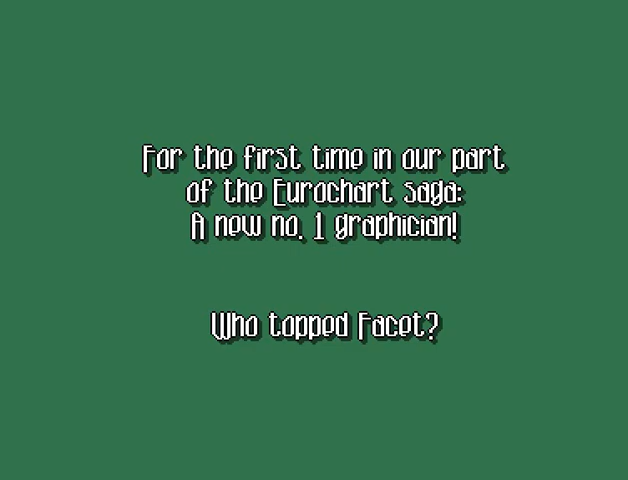 For the first time in our part
of the Eurochart saga:
A new no. 1 graphician!
Who topped Facet?